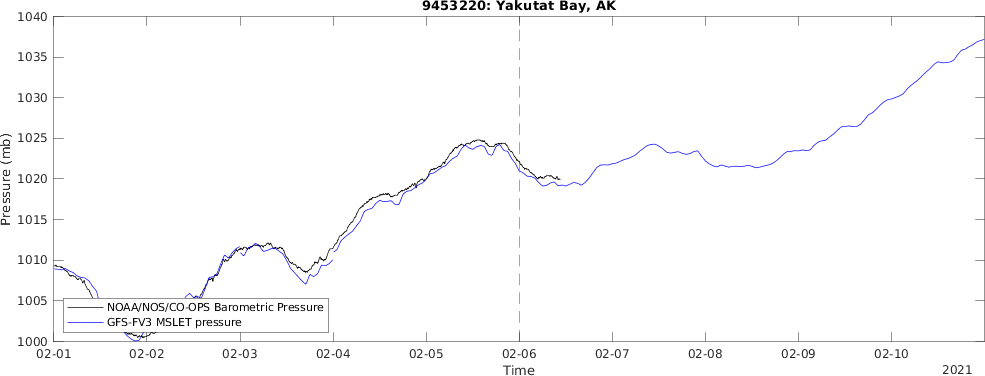 9453220: Yakutat Bay, AK
1040
1035
1030
1025
1020
1015
1010
1005
1000
Pressure (mb)
NOAA/NOS/CO-OPS Barometric Pressure
GFS-FV3 MSLET pressure
02-01 02-02 02-03 02-04 02-05 02-06 02-07 02-08 02-09 02-10
Time
2021